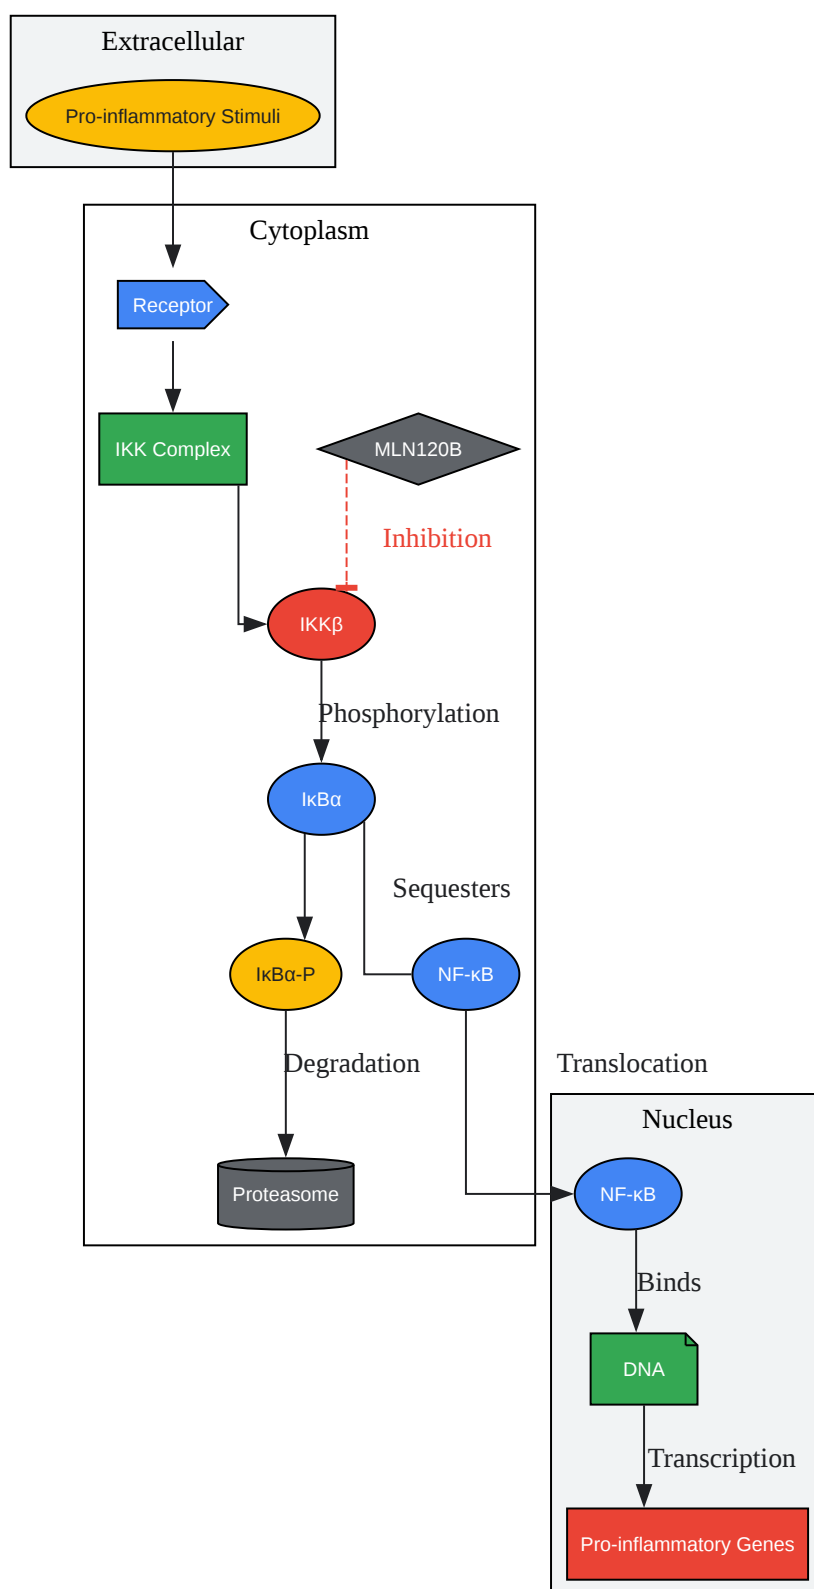 Extracellular
Pro-inflammatory Stimuli
Cytoplasm
Receptor
IKK Complex
MLN120B
Inhibition
IKKβ
Phosphorylation
IκBα
Sequesters
IκBα-P
NF-κB
Degradation
Translocation
Nucleus
Proteasome
NF-κB
Binds
DNA
Transcription
Pro-inflammatory Genes